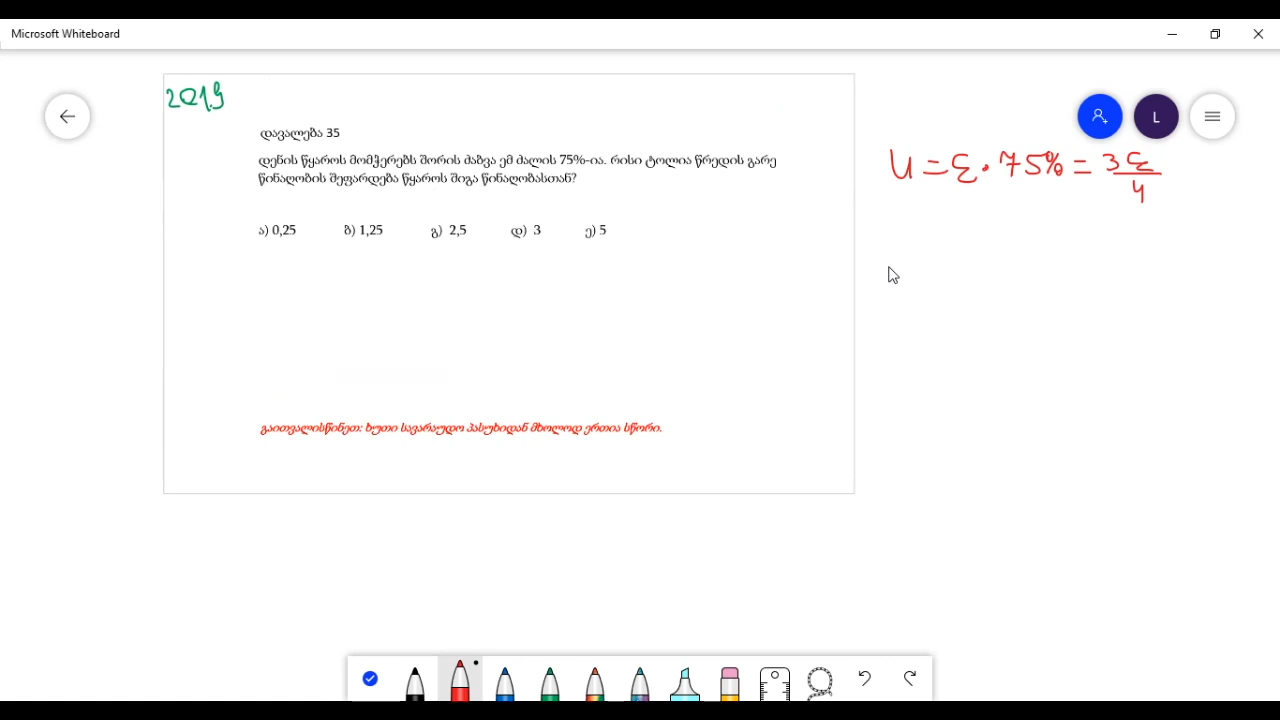 Microsoft Whiteboard
2019
დავალება 35
დენის წყაროს მომჭერებს შორის ძაბვა ემ ძალის 75%-ია. რისი ტოლია წრედის გარე
წინაღობის შეფარდება წყაროს შიგა წინაღობასთან?
ა) 0,25 ბ) 1,25 გ) 2,5 დ) 3 ე) 5
გაითვალისწინეთ: ხუთი სავარაუდო პასუხიდან მხოლოდ ერთია სწორი.
U = ℰ · 75% = 3ℰ/4
L